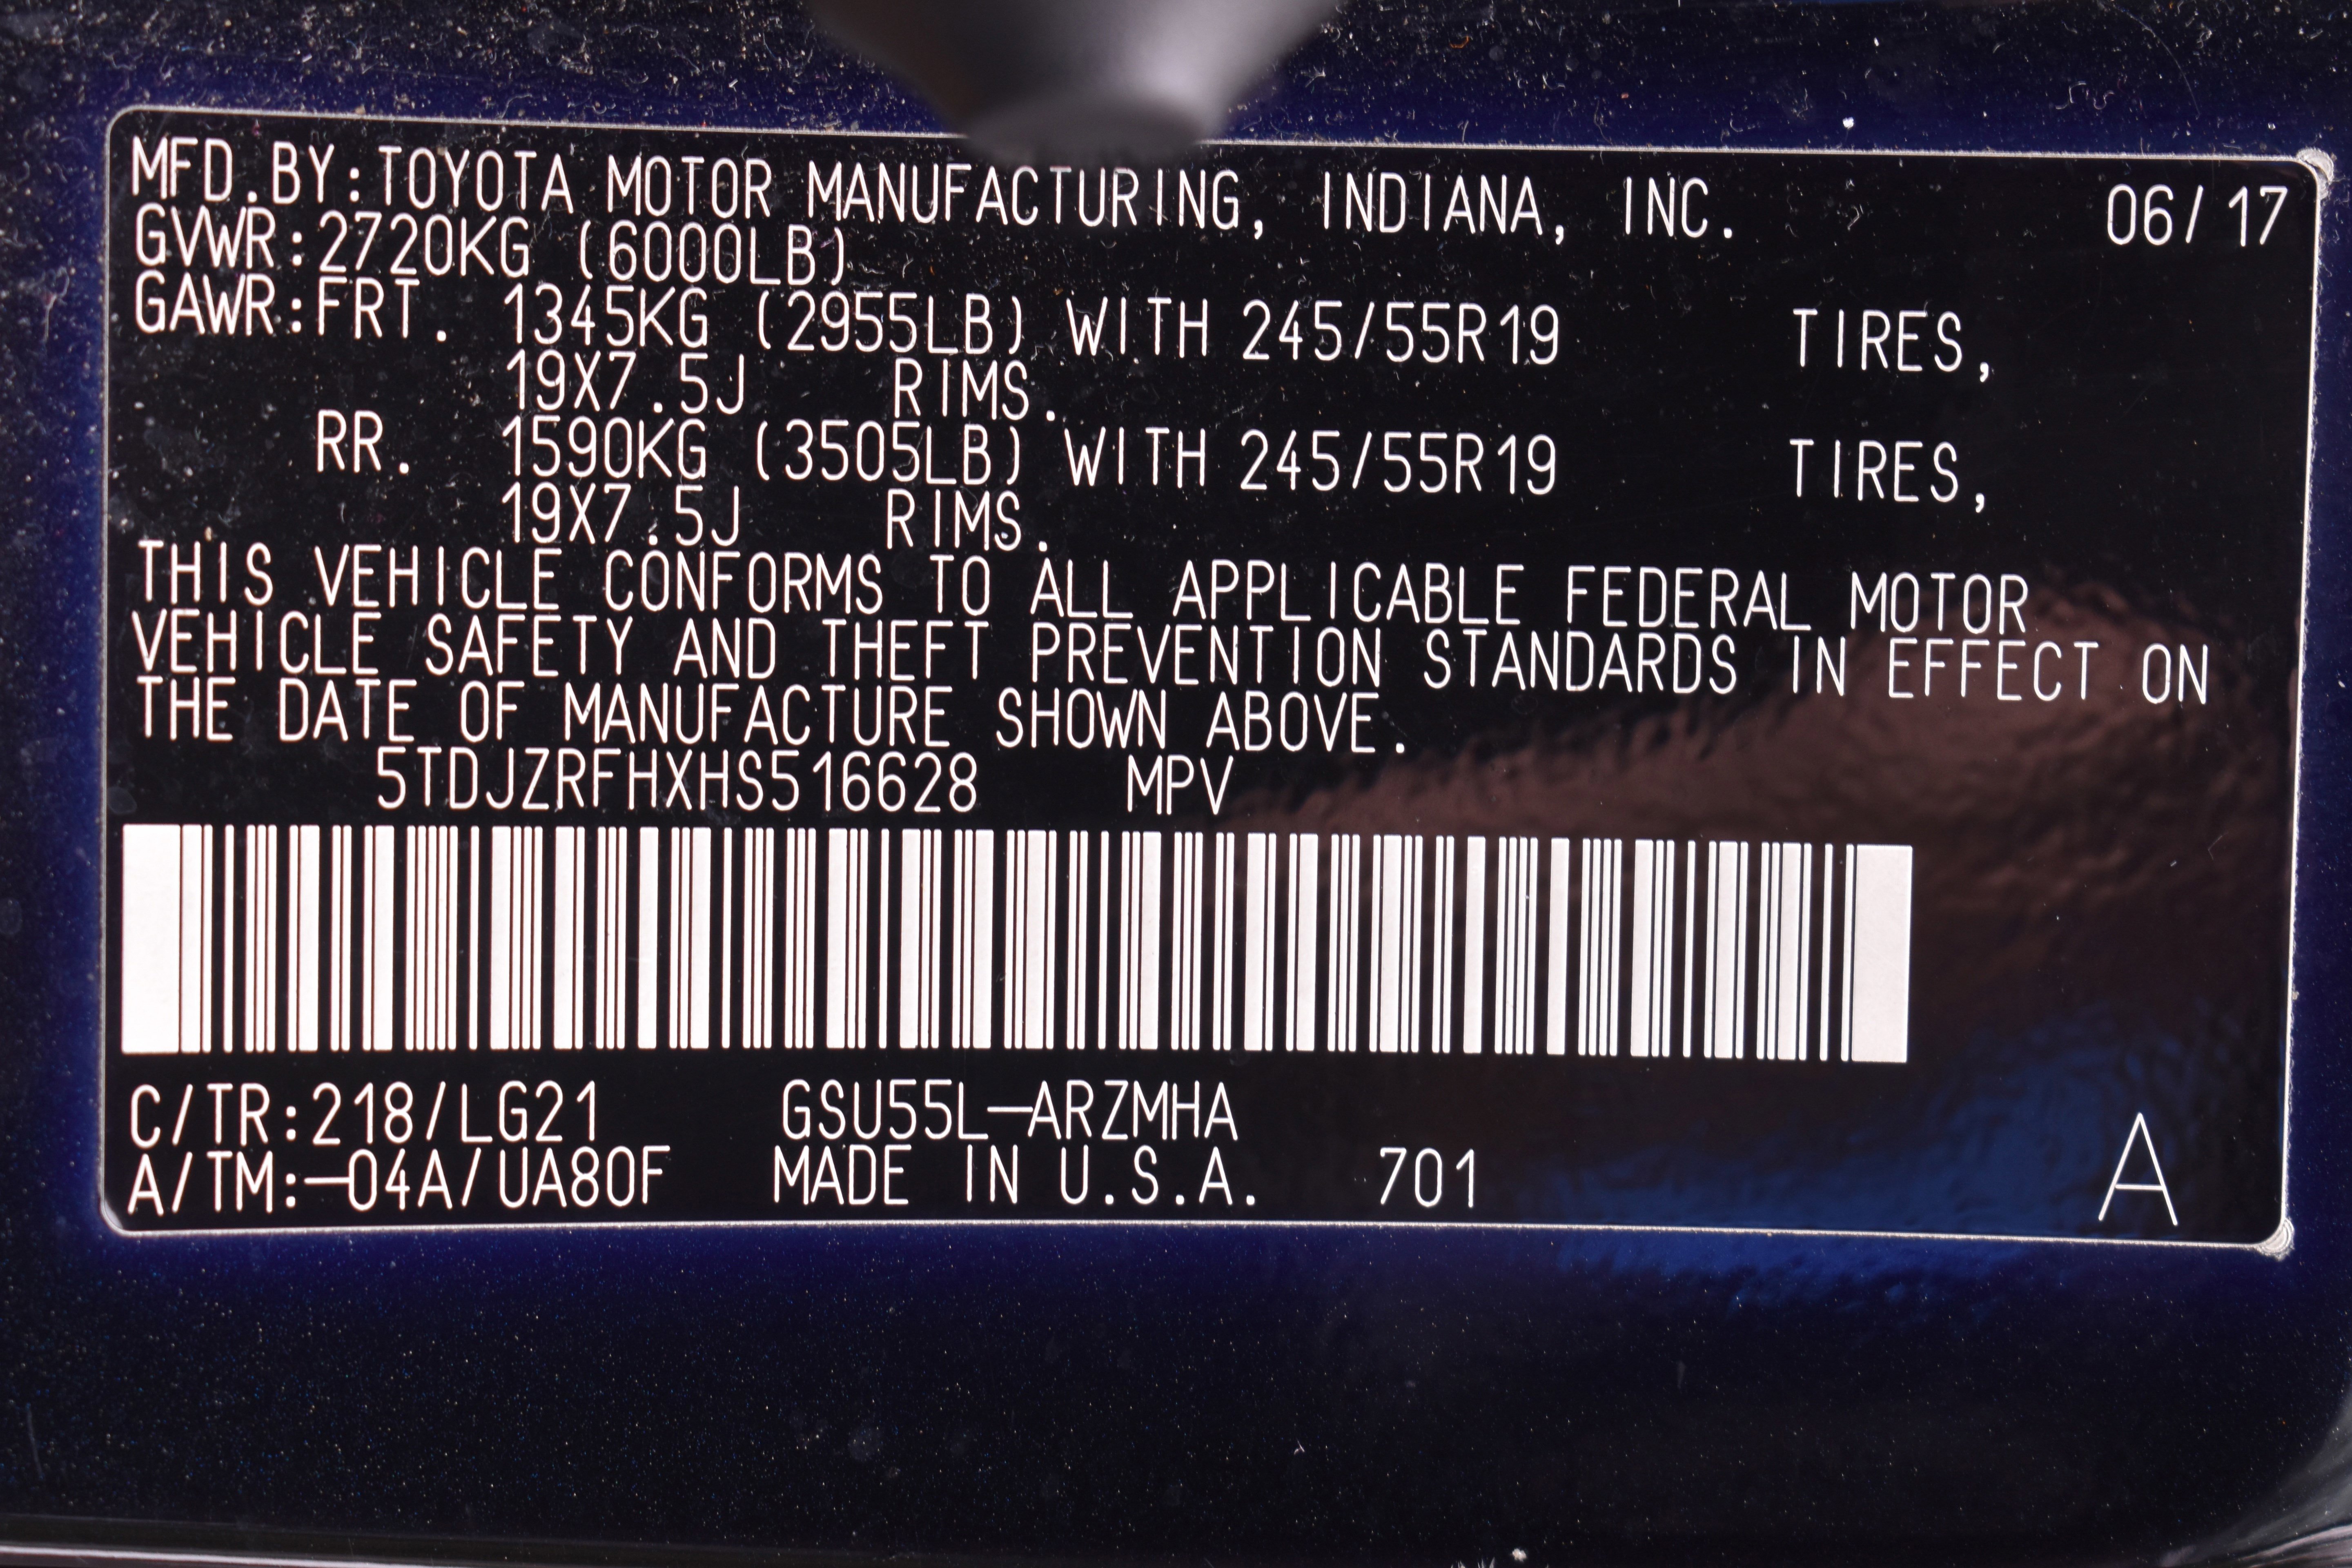 MFD.BY:TOYOTA MOTOR MANUFACTURING, INDIANA, INC. 06/17
GVWR:2720KG (6000LB)
GAWR:FRT. 1345KG (2955LB) WITH 245/55R19 TIRES,
19X7.5J RIMS.
RR. 1590KG (3505LB) WITH 245/55R19 TIRES,
19X7.5J RIMS.
THIS VEHICLE CONFORMS TO ALL APPLICABLE FEDERAL MOTOR
VEHICLE SAFETY AND THEFT PREVENTION STANDARDS IN EFFECT ON
THE DATE OF MANUFACTURE SHOWN ABOVE.
5TDJZRFHXHS516628 MPV
C/TR:218/LG21 GSU55L-ARZMHA
A/TM:-04A/UA80F MADE IN U.S.A. 701 A